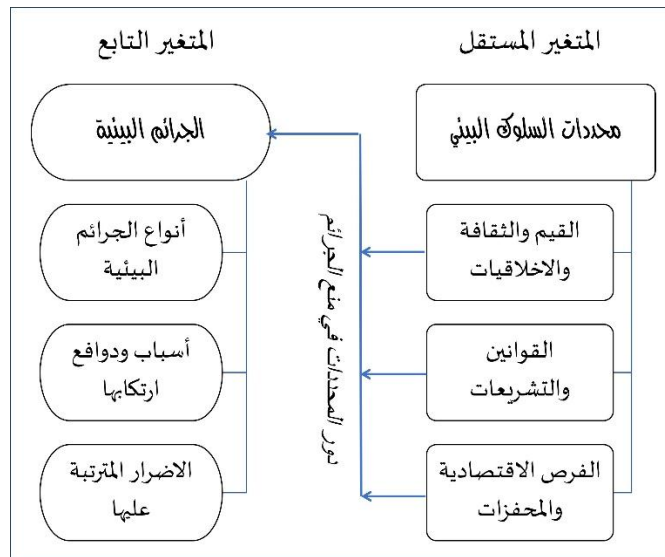 المتغير المستقل
المتغير التابع
محددات السلوك البيئي
الجرائم البيئية
القيم والثقافة
والاخلاقيات
القوانين
والتشريعات
الفرص الاقتصادية
والمحفزات
دور المحددات في منع الجرائم
أنواع الجرائم
البيئية
أسباب ودوافع
ارتكابها
الاضرار المترتبة
عليها